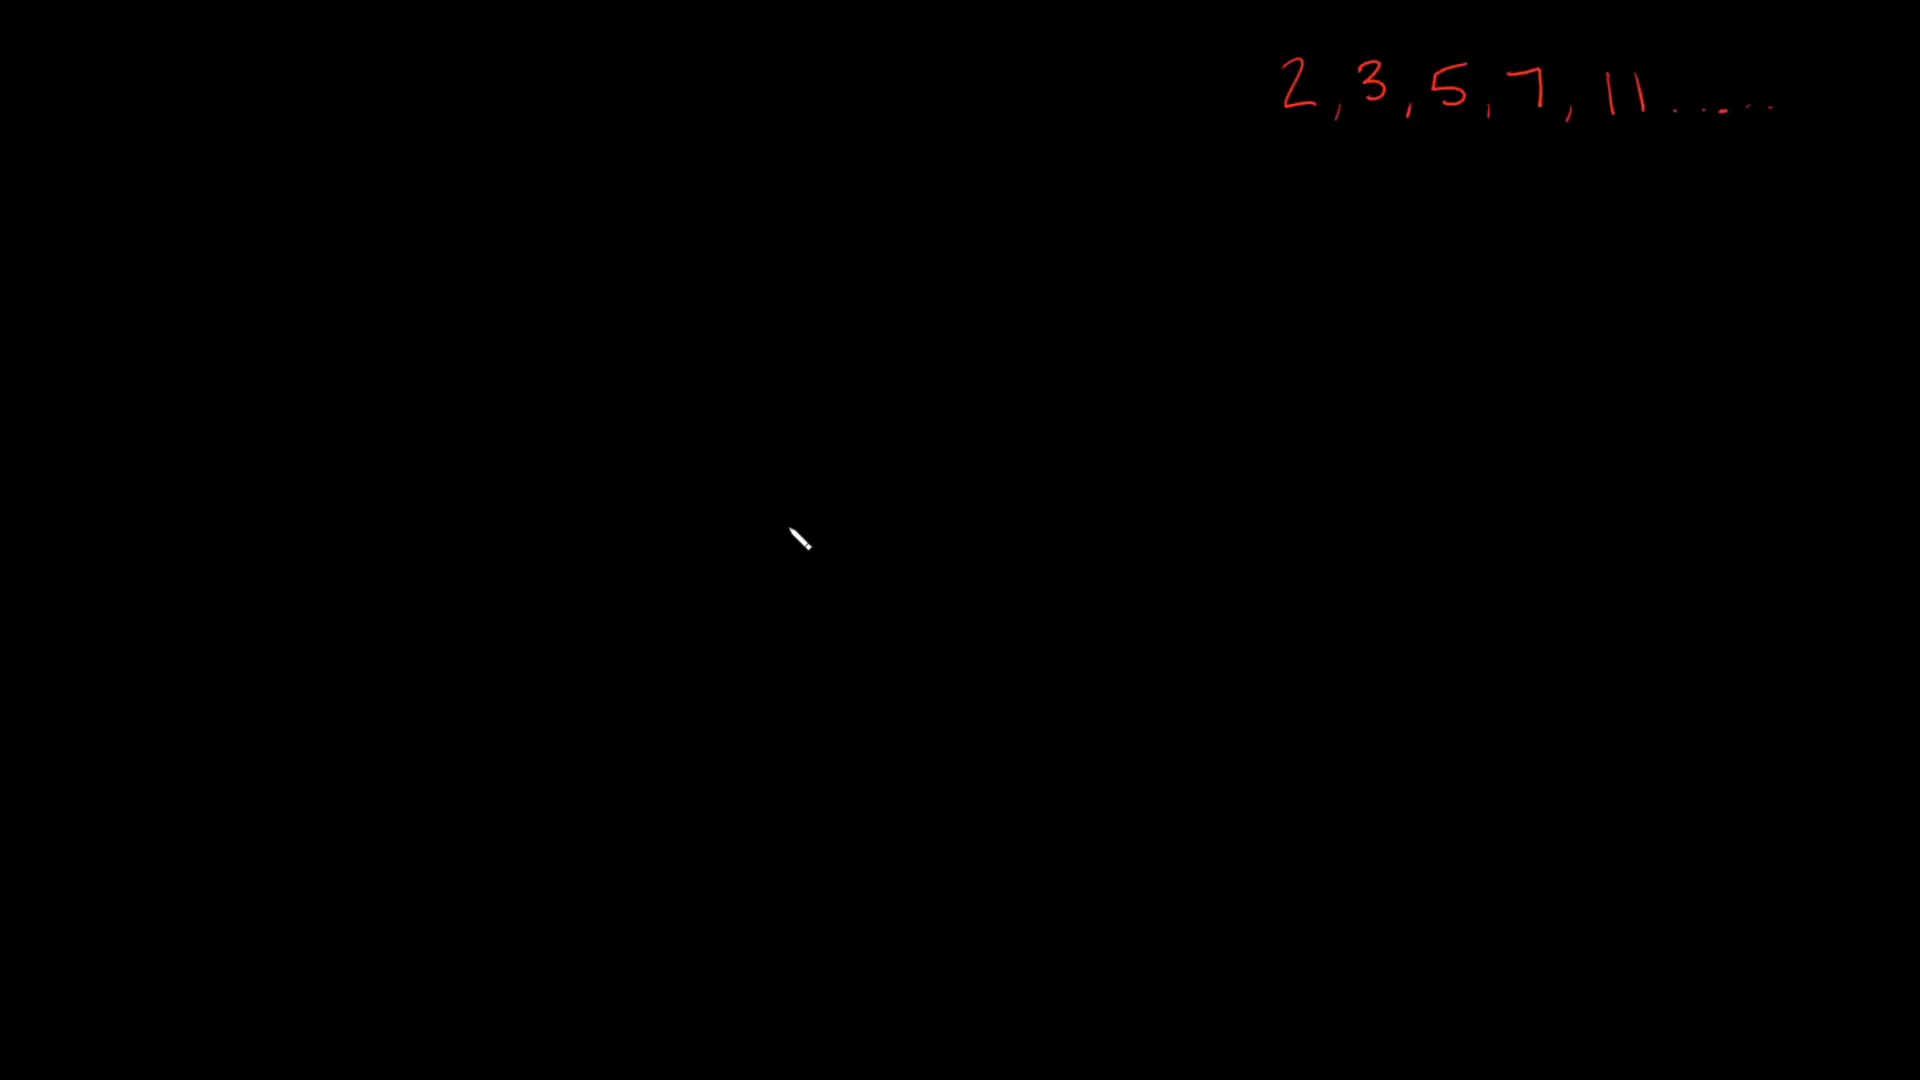 2, 3, 5, 7, 11......